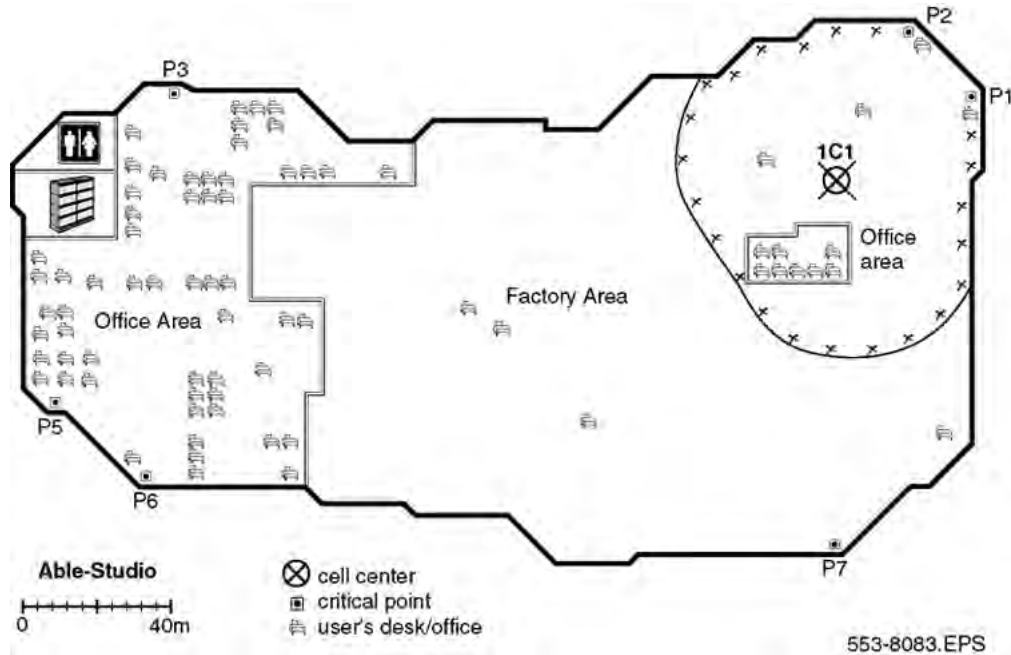 P2
P3
P1
1C1
Office
area
Factory Area
Office Area
P5
P6
P7
Able-Studio
0 40m
cell center
critical point
user's desk/office
553-8083.EPS